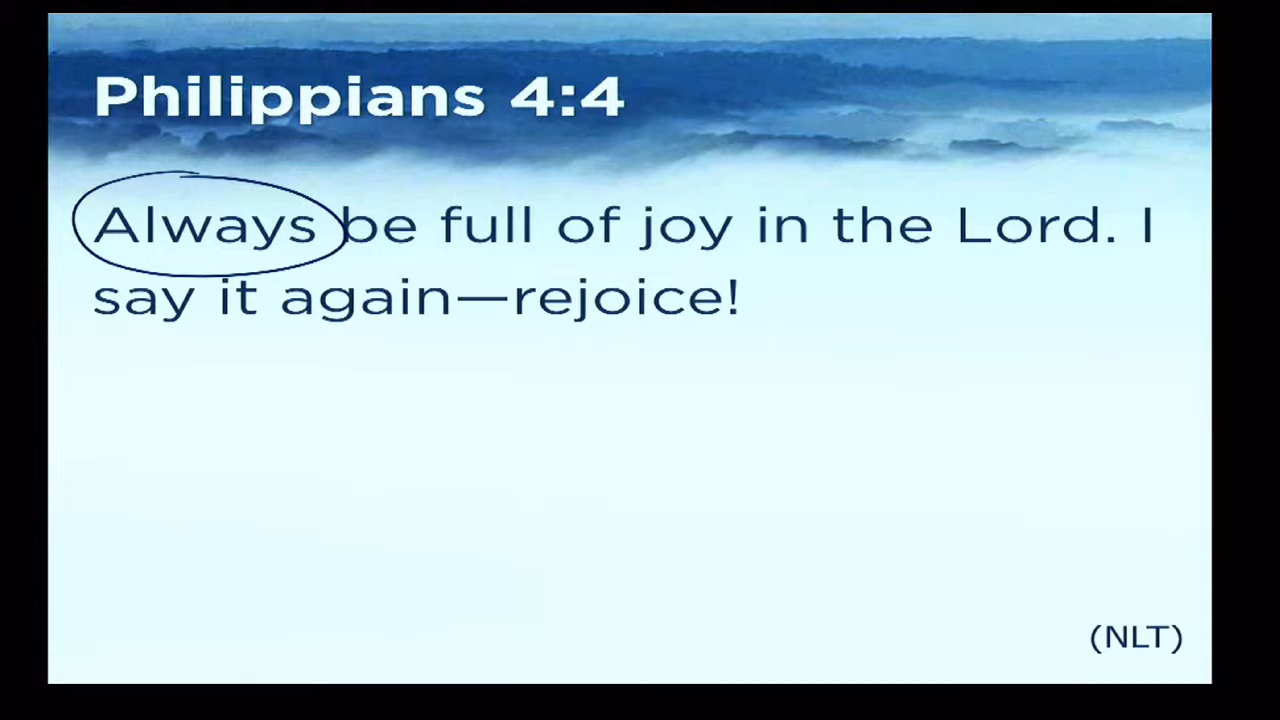 Philippians 4:4
Always be full of joy in the Lord. I
say it again—rejoice!
(NLT)